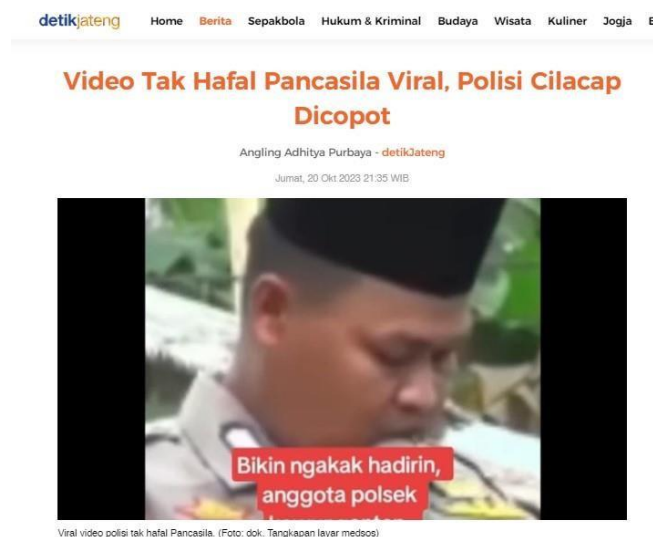 detikjateng Home Berita Sepakbola Hukum & Kriminal Budaya Wisata Kuliner Jogja
Video Tak Hafal Pancasila Viral, Polisi Cilacap
Dicopot
Angling Adhitya Purbaya - detikJateng
Jumat, 20 Okt 2023 21:35 WIB
Bikin ngakak hadirin,
anggota polsek
Viral video polisi tak hafal Pancasila. (Foto: dok. Tangkapan layar medsos)